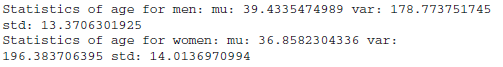 Statistics of age for men: mu: 39.4335474989 var: 178.773751745
std: 13.3706301925
Statistics of age for women: mu: 36.8582304336 var:
196.383706395 std: 14.0136970994